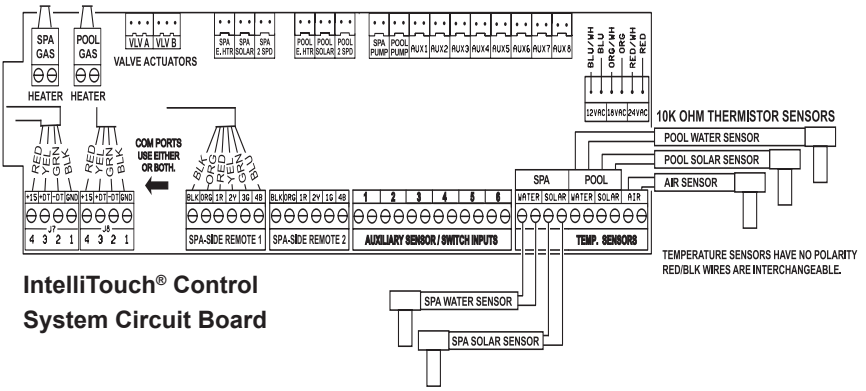 SPA GAS
HEATER
POOL GAS
HEATER
VLV A VLV B
VALVE ACTUATORS
SPA E. HTR
SPA SOLAR
SPA 2 SPD
POOL E. HTR
POOL SOLAR
POOL 2 SPD
SPA PUMP
POOL PUMP
AUX1 AUX2 AUX3 AUX4 AUX5 AUX6 AUX7 AUX8
BLU/WH BLU ORG/WH ORG RED/WH RED
12VAC 18VAC 24VAC
10K OHM THERMISTOR SENSORS
POOL WATER SENSOR
POOL SOLAR SENSOR
AIR SENSOR
TEMPERATURE SENSORS HAVE NO POLARITY
RED/BLK WIRES ARE INTERCHANGEABLE.
COM PORTS
USE EITHER
OR BOTH.
RED YEL GRN BLK
RED YEL GRN BLK
BLK ORG RED YEL GRN BLU
+15 +DT -DT GND
J7
4 3 2 1
+15 +DT -DT GND
J8
4 3 2 1
BLK ORG 1R 2Y 3G 4B
SPA-SIDE REMOTE 1
BLK ORG 1R 2Y 1G 4B
SPA-SIDE REMOTE 2
1 2 3 4 5 6
AUXILIARY SENSOR / SWITCH INPUTS
SPA POOL
WATER SOLAR WATER SOLAR AIR
TEMP. SENSORS
SPA WATER SENSOR
SPA SOLAR SENSOR
IntelliTouch® Control
System Circuit Board